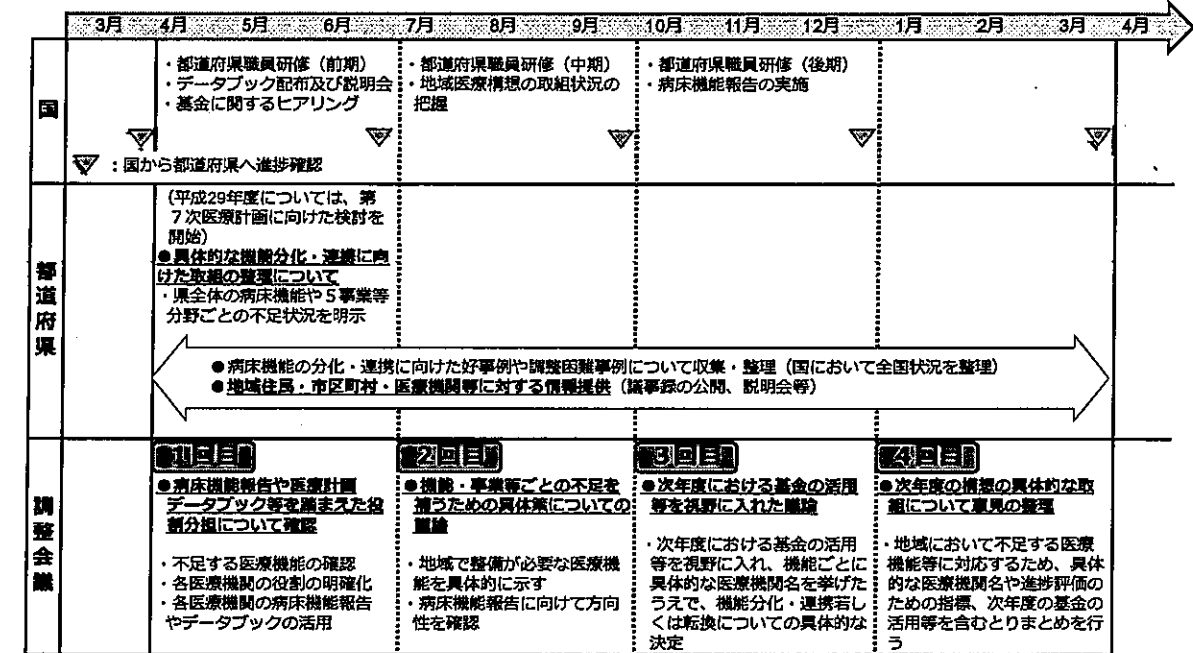 3月 4月 5月 6月 7月 8月 9月 10月 11月 12月 1月 2月 3月 4月
国
・都道府県職員研修（前期）
・データブック配布及び説明会
・基金に関するヒアリング
・都道府県職員研修（中期）
・地域医療構想の取組状況の
把握
・都道府県職員研修（後期）
・病床機能報告の実施
：国から都道府県へ進捗確認
都道府県
(平成29年度については、第
７次医療計画に向けた検討を
開始)
●具体的な機能分化・連携に向
けた取組の整理について
・県全体の病床機能や５事業等
分野ごとの不足状況を明示
●病床機能の分化・連携に向けた好事例や調整困難事例について収集・整理（国において全国状況を整理）
●地域住民・市区町村・医療機関等に対する情報提供（議事録の公開、説明会等）
調整会議
1回目
●病床機能報告や医療計画
データブック等を踏まえた役
割分担について確認
・不足する医療機能の確認
・各医療機関の役割の明確化
・各医療機関の病床機能報告
やデータブックの活用
2回目
●機能・事業等ごとの不足を
補うための具体策についての
議論
・地域で整備が必要な医療機
能を具体的に示す
・病床機能報告に向けて方向
性を確認
3回目
●次年度における基金の活用
等を視野に入れた議論
・次年度における基金の活用
等を視野に入れ、機能ごとに
具体的な医療機関名を挙げた
うえで、機能分化・連携若し
くは転換についての具体的な
決定
4回目
●次年度の構想の具体的な取
組について意見の整理
・地域において不足する医療
機能等に対応するため、具体
的な医療機関名や進捗評価の
ための指標、次年度の基金の
活用等を含むとりまとめを行
う